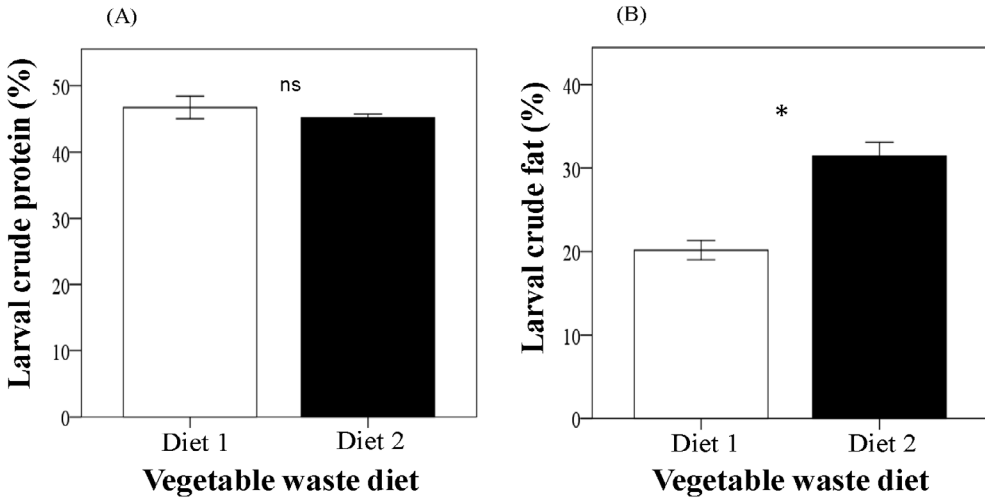 (A)
Larval crude protein (%)
50
40
30
20
10
0
ns
Diet 1 Diet 2
Vegetable waste diet
(B)
Larval crude fat (%)
40
30
20
10
0
*
Diet 1 Diet 2
Vegetable waste diet